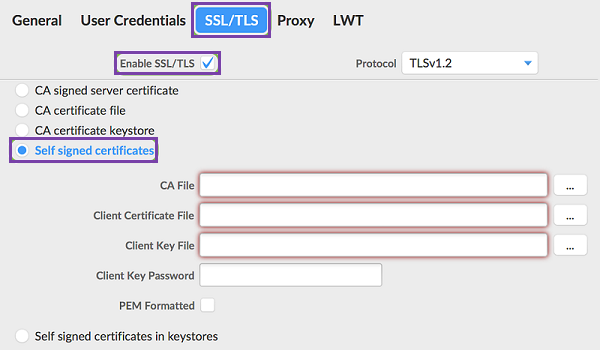 General User Credentials SSL/TLS Proxy LWT
Enable SSL/TLS Protocol TLSv1.2
CA signed server certificate
CA certificate file
CA certificate keystore
Self signed certificates
CA File ...
Client Certificate File ...
Client Key File ...
Client Key Password
PEM Formatted
Self signed certificates in keystores